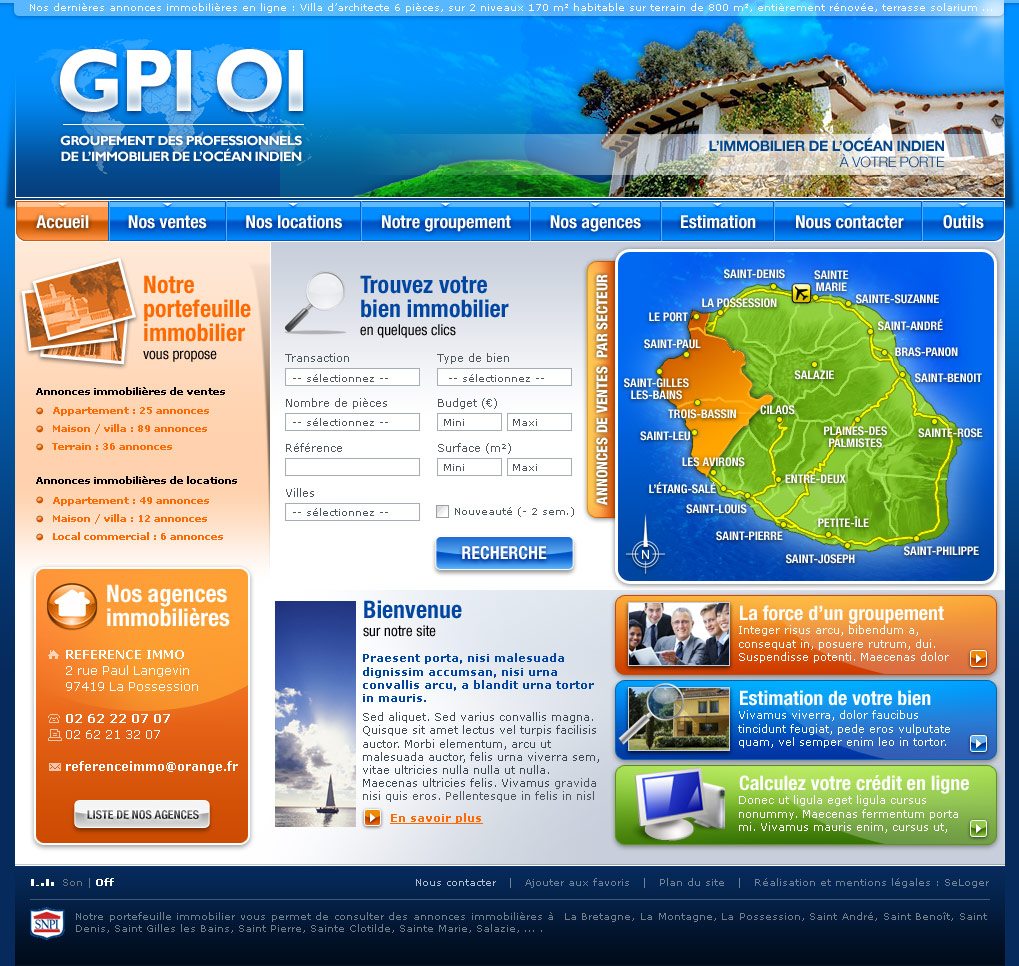 Nos dernières annonces immobilières en ligne : Villa d'architecte 6 pièces, sur 2 niveaux 170 m² habitable sur terrain de 800 m², entièrement rénovée, terrasse solarium ...
GPI OI
GROUPEMENT DES PROFESSIONNELS
DE L'IMMOBILIER DE L'OCÉAN INDIEN
L'IMMOBILIER DE L'OCÉAN INDIEN
À VOTRE PORTE
Accueil
Nos ventes
Nos locations
Notre groupement
Nos agences
Estimation
Nous contacter
Outils
Notre
portefeuille
immobilier
vous propose
Annonces immobilières de ventes
Appartement : 25 annonces
Maison / villa : 89 annonces
Terrain : 36 annonces
Annonces immobilières de locations
Appartement : 49 annonces
Maison / villa : 12 annonces
Local commercial : 6 annonces
Nos agences
immobilières
REFERENCE IMMO
2 rue Paul Langevin
97419 La Possession
02 62 22 07 07
02 62 21 32 07
referenceimmo@orange.fr
LISTE DE NOS AGENCES
Trouvez votre
bien immobilier
en quelques clics
Transaction
Type de bien
-- sélectionnez --
-- sélectionnez --
Nombre de pièces
Budget (€)
-- sélectionnez --
Mini
Maxi
Référence
Surface (m²)
Mini
Maxi
Villes
-- sélectionnez --
Nouveauté (- 2 sem.)
RECHERCHE
ANNONCES DE VENTES PAR SECTEUR
SAINT-DENIS
SAINTE
MARIE
LA POSSESSION
SAINTE-SUZANNE
LE PORT
SAINT-ANDRÉ
SAINT-PAUL
BRAS-PANON
SALAZIE
SAINT-BENOIT
SAINT-GILLES
LES-BAINS
TROIS-BASSIN
CILAOS
PLAINES-DES
PALMISTES
SAINTE-ROSE
SAINT-LEU
LES AVIRONS
ENTRE-DEUX
L'ÉTANG-SALÉ
SAINT-LOUIS
PETITE-ÎLE
SAINT-PIERRE
SAINT-JOSEPH
SAINT-PHILIPPE
N
Bienvenue
sur notre site
Praesent porta, nisi malesuada
dignissim accumsan, nisi urna
convallis arcu, a blandit urna tortor
in mauris.
Sed aliquet. Sed varius convallis magna.
Quisque sit amet lectus vel turpis facilisis
auctor. Morbi elementum, arcu ut
malesuada auctor, felis urna viverra sem,
vitae ultricies nulla nulla ut nulla.
Maecenas ultricies felis. Vivamus gravida
nisi quis eros. Pellentesque in felis in nisl
En savoir plus
La force d'un groupement
Integer risus arcu, bibendum a,
consequat in, posuere rutrum, dui.
Suspendisse potenti. Maecenas dolor
Estimation de votre bien
Vivamus viverra, dolor faucibus
tincidunt feugiat, pede eros vulputate
quam, vel semper enim leo in tortor.
Calculez votre crédit en ligne
Donec ut ligula eget ligula cursus
nonummy. Maecenas fermentum porta
mi. Vivamus mauris enim, cursus ut,
Son | Off
Nous contacter | Ajouter aux favoris | Plan du site | Réalisation et mentions légales : SeLoger
SNPI
Notre portefeuille immobilier vous permet de consulter des annonces immobilières à La Bretagne, La Montagne, La Possession, Saint André, Saint Benoît, Saint
Denis, Saint Gilles les Bains, Saint Pierre, Sainte Clotilde, Sainte Marie, Salazie, ... .